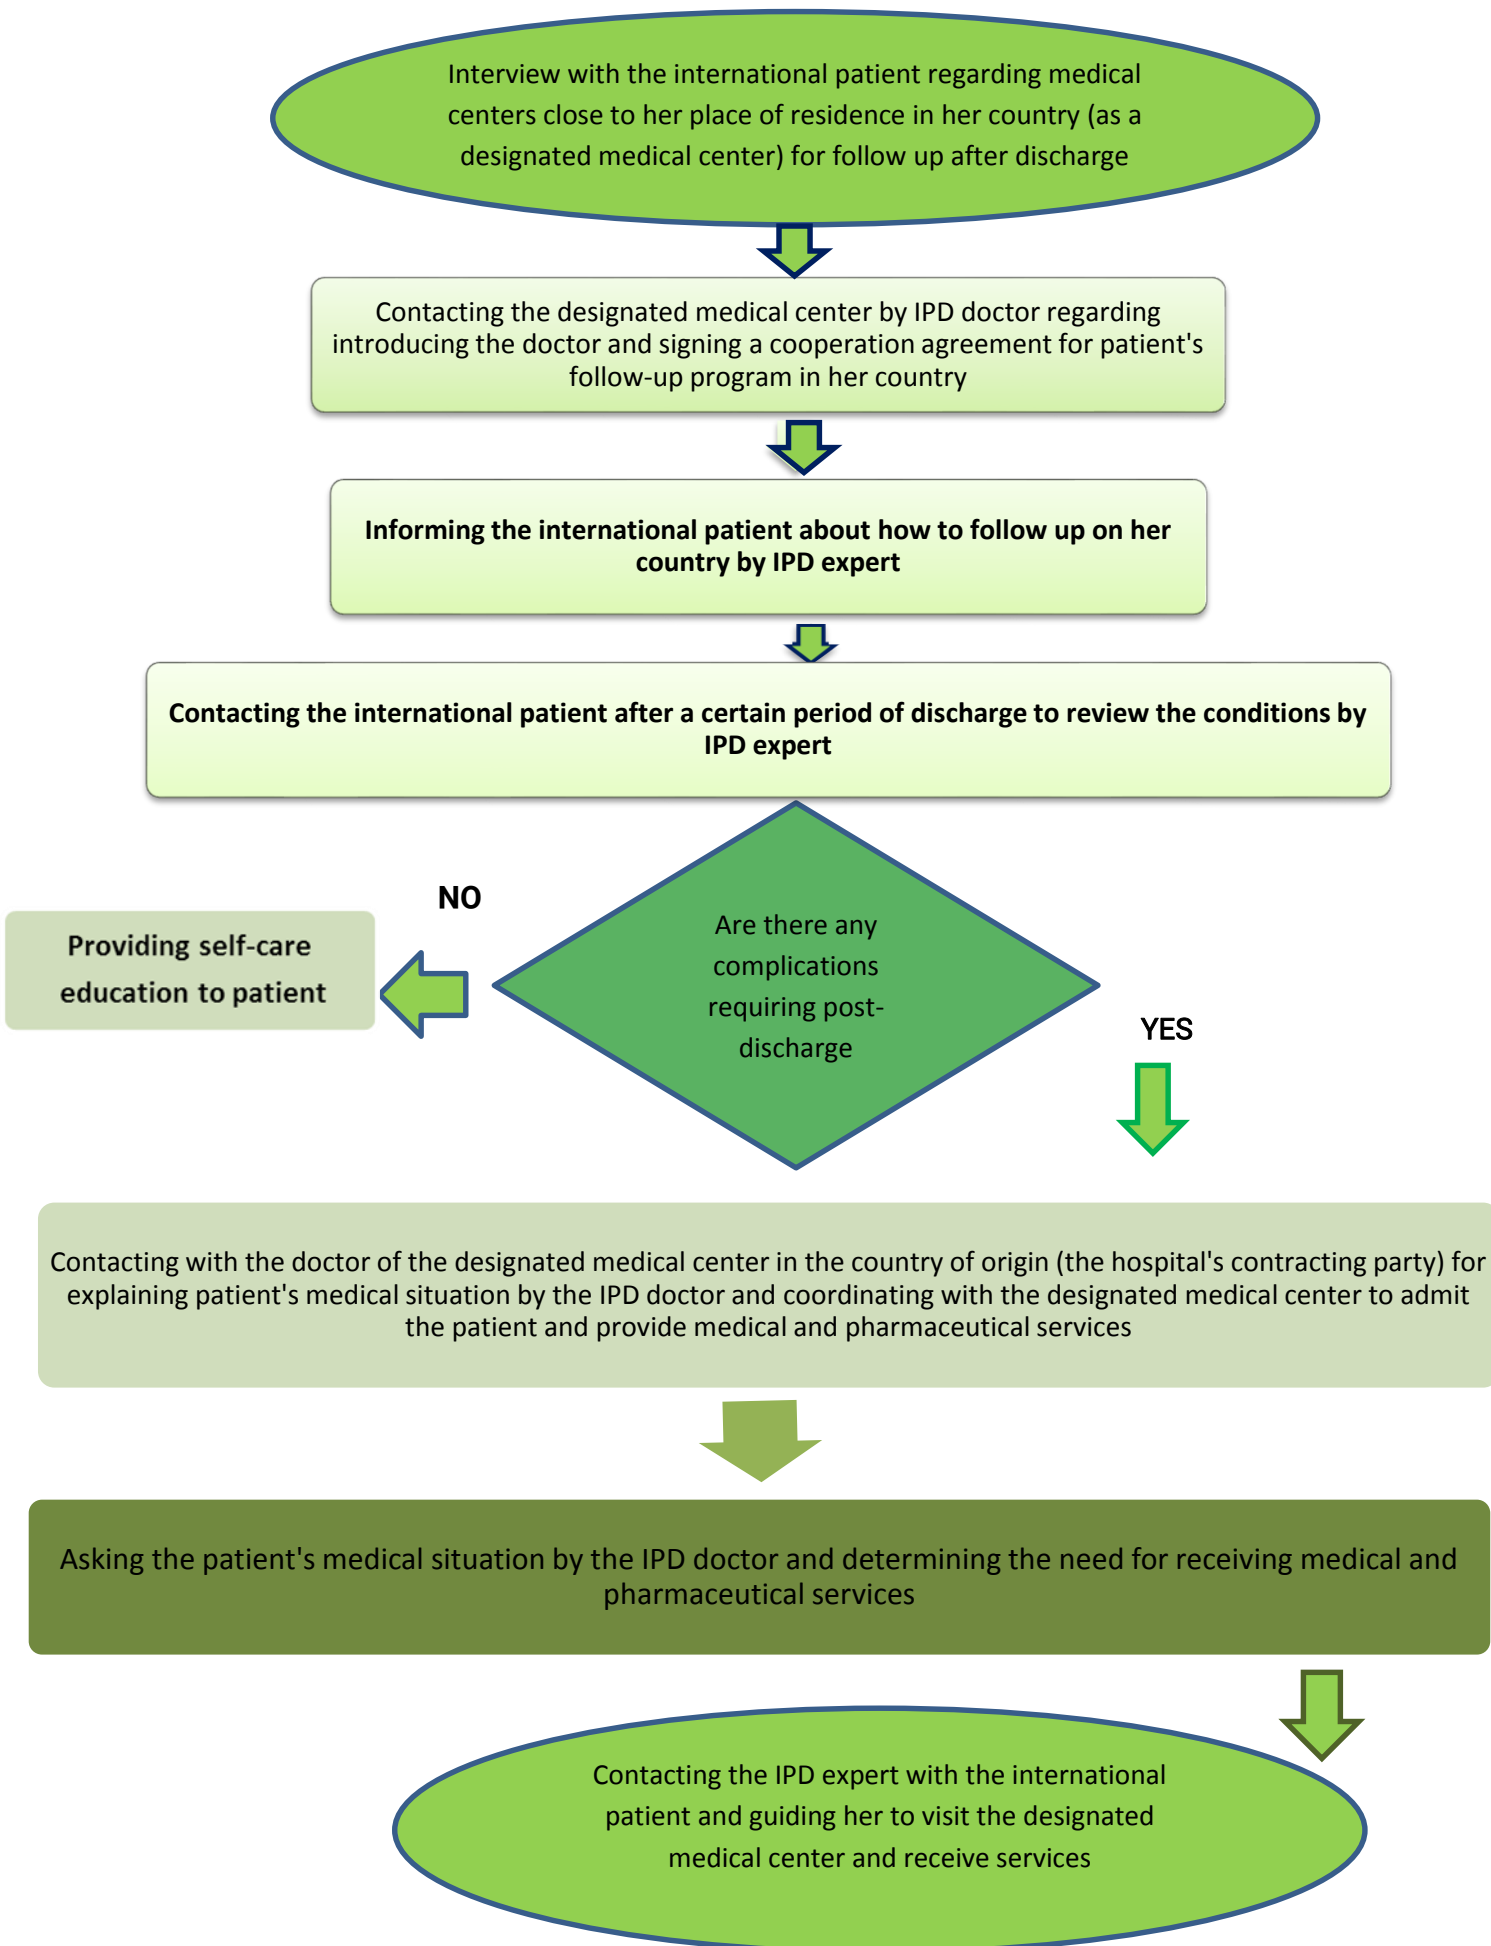 Interview with the international patient regarding medical
centers close to her place of residence in her country (as a
designated medical center) for follow up after discharge
Contacting the designated medical center by IPD doctor regarding
introducing the doctor and signing a cooperation agreement for patient's
follow-up program in her country
Informing the international patient about how to follow up on her
country by IPD expert
Contacting the international patient after a certain period of discharge to review the conditions by
IPD expert
NO
Providing self-care
education to patient
Are there any
complications
requiring post-
discharge
YES
Contacting with the doctor of the designated medical center in the country of origin (the hospital's contracting party) for
explaining patient's medical situation by the IPD doctor and coordinating with the designated medical center to admit
the patient and provide medical and pharmaceutical services
Asking the patient's medical situation by the IPD doctor and determining the need for receiving medical and
pharmaceutical services
Contacting the IPD expert with the international
patient and guiding her to visit the designated
medical center and receive services